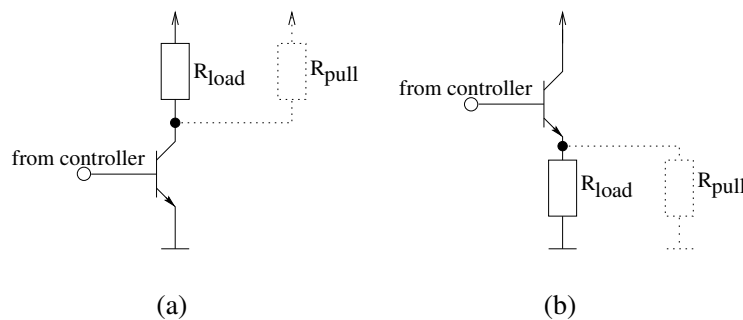 R_load
R_pull
from controller
(a)
from controller
R_load
R_pull
(b)